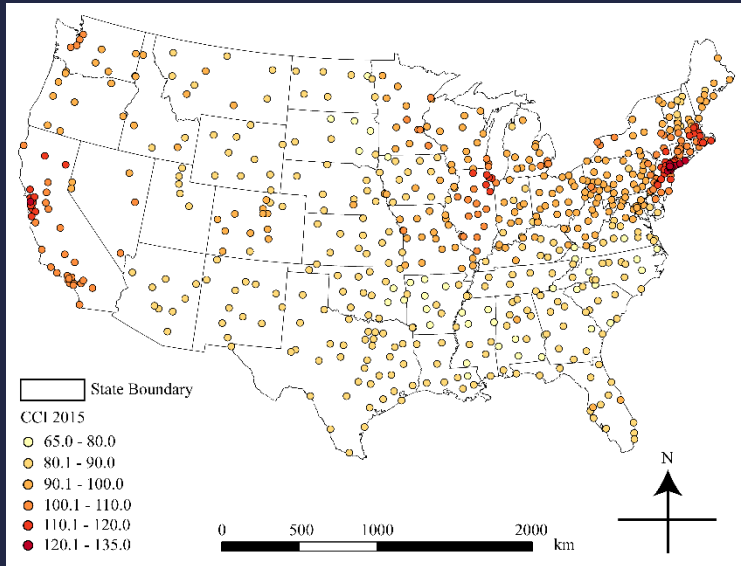 State Boundary
CCI 2015
65.0 - 80.0
80.1 - 90.0
90.1 - 100.0
100.1 - 110.0
110.1 - 120.0
120.1 - 135.0
N
0 500 1000 2000
km